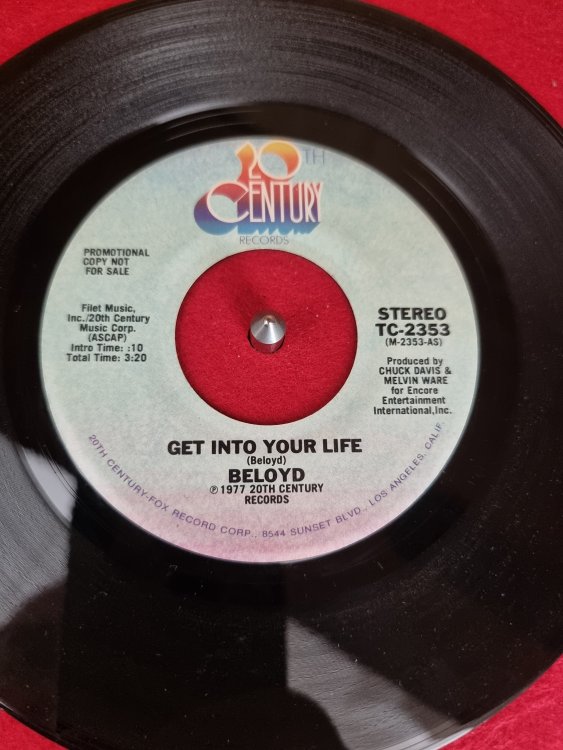 20TH
CENTURY
RECORDS
PROMOTIONAL
COPY NOT
FOR SALE
Filet Music,
Inc./20th Century
Music Corp.
(ASCAP)
Intro Time: :10
Total Time: 3:20
STEREO
TC-2353
(M-2353-AS)
Produced by
CHUCK DAVIS &
MELVIN WARE
for Encore
Entertainment
International,Inc.
GET INTO YOUR LIFE
(Beloyd)
BELOYD
℗ 1977 20TH CENTURY
RECORDS
20TH CENTURY-FOX RECORD CORP., 8544 SUNSET BLVD., LOS ANGELES, CALIF.